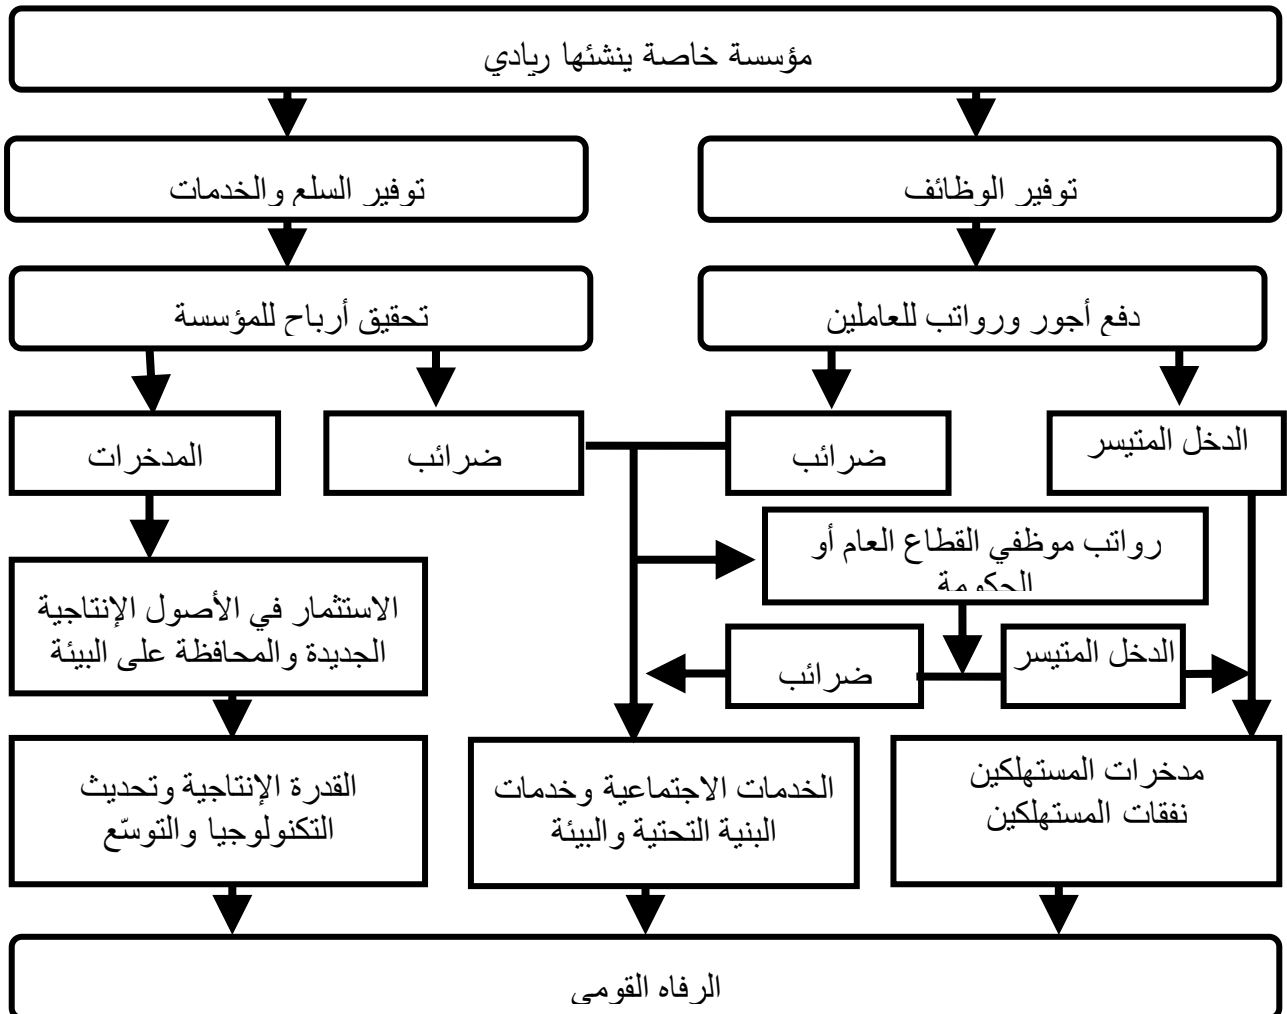 مؤسسة خاصة ينشئها ريادي
توفير الوظائف
توفير السلع والخدمات
دفع أجور ورواتب للعاملين
تحقيق أرباح للمؤسسة
الدخل المتيسر
ضرائب
ضرائب
المدخرات
رواتب موظفي القطاع العام أو
الحكومة
الاستثمار في الأصول الإنتاجية
الجديدة والمحافظة على البيئة
الدخل المتيسر
ضرائب
مدخرات المستهلكين
نفقات المستهلكين
الخدمات الاجتماعية وخدمات
البنية التحتية والبيئة
القدرة الإنتاجية وتحديث
التكنولوجيا والتوسّع
الرفاه القومي